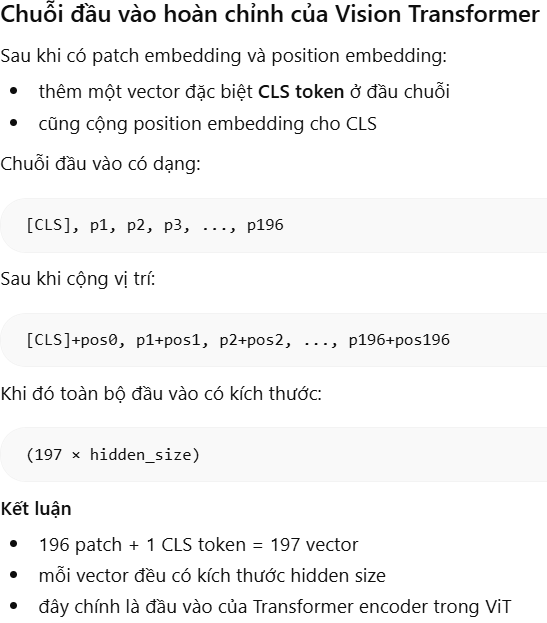 Chuỗi đầu vào hoàn chỉnh của Vision Transformer
Sau khi có patch embedding và position embedding:
• thêm một vector đặc biệt CLS token ở đầu chuỗi
• cũng cộng position embedding cho CLS
Chuỗi đầu vào có dạng:
[CLS], p1, p2, p3, ..., p196
Sau khi cộng vị trí:
[CLS]+pos0, p1+pos1, p2+pos2, ..., p196+pos196
Khi đó toàn bộ đầu vào có kích thước:
(197 × hidden_size)
Kết luận
• 196 patch + 1 CLS token = 197 vector
• mỗi vector đều có kích thước hidden size
• đây chính là đầu vào của Transformer encoder trong ViT